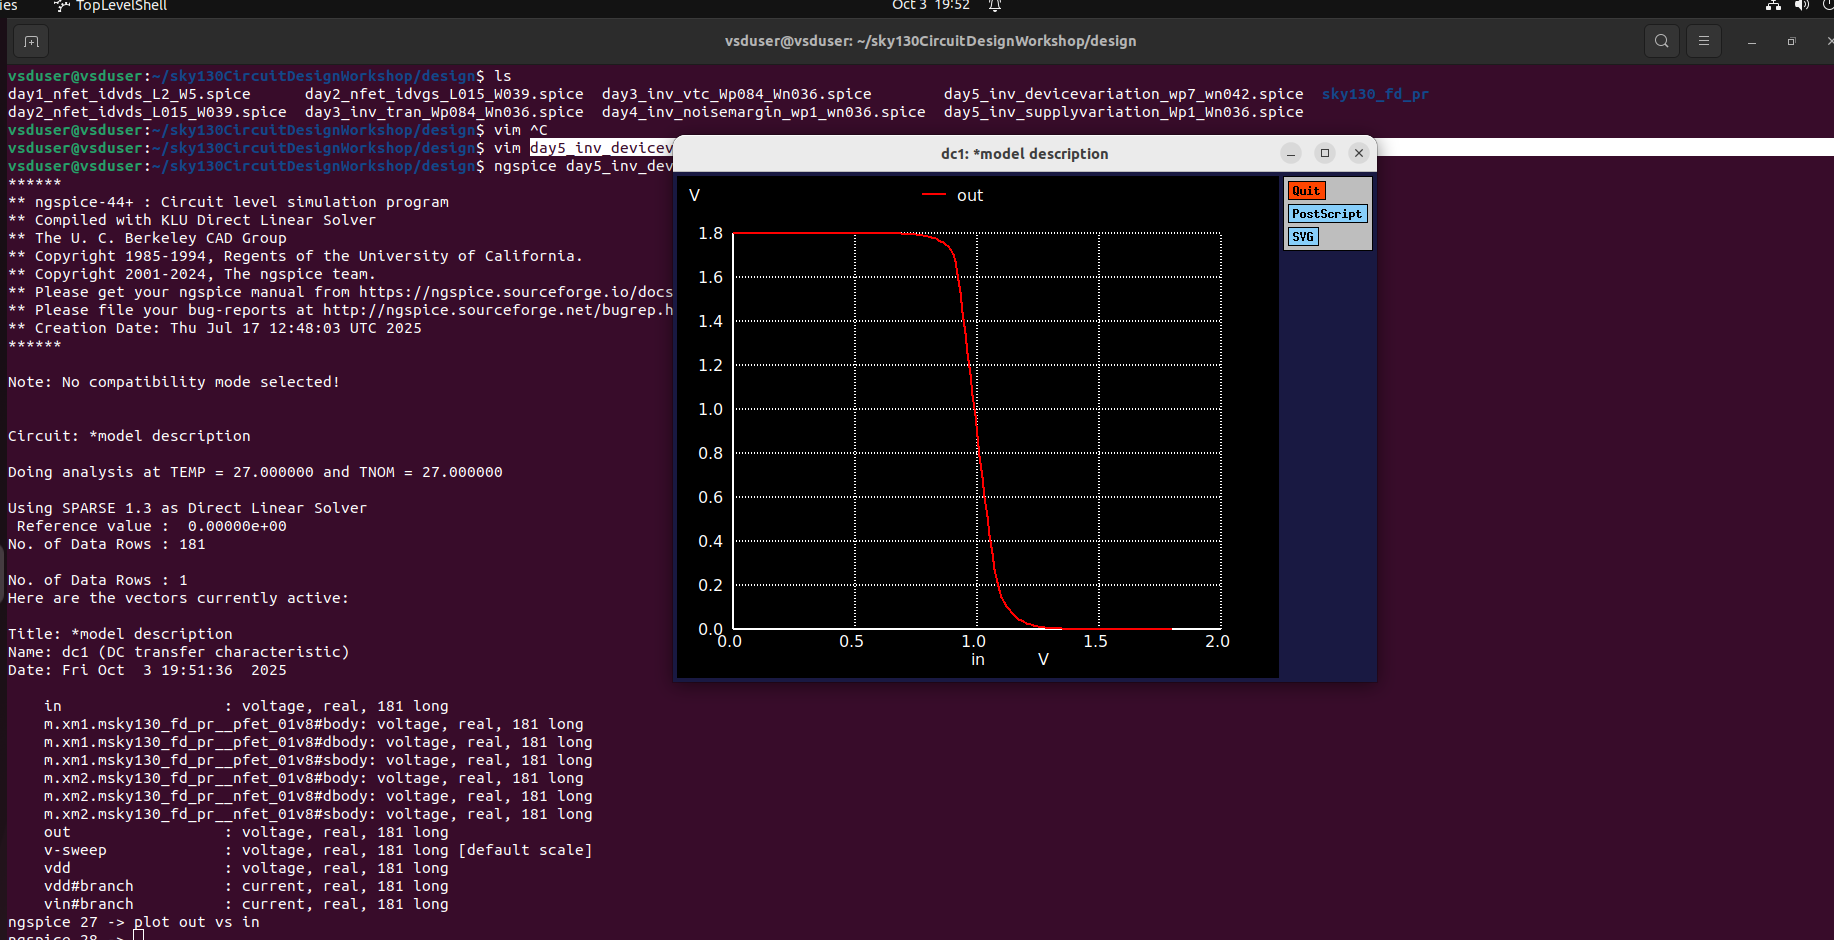 ies TopLevelShell Oct 3 19:52
vsduser@vsduser: ~/sky130CircuitDesignWorkshop/design
vsduser@vsduser:~/sky130CircuitDesignWorkshop/design$ ls
day1_nfet_idvds_L2_W5.spice day2_nfet_idvgs_L015_W039.spice day3_inv_vtc_Wp084_Wn036.spice day5_inv_devicevariation_wp7_wn042.spice sky130_fd_pr
day2_nfet_idvds_L015_W039.spice day3_inv_tran_Wp084_Wn036.spice day4_inv_noisemargin_wp1_wn036.spice day5_inv_supplyvariation_Wp1_Wn036.spice
vsduser@vsduser:~/sky130CircuitDesignWorkshop/design$ vim ^C
vsduser@vsduser:~/sky130CircuitDesignWorkshop/design$ vim day5_inv_devicev
vsduser@vsduser:~/sky130CircuitDesignWorkshop/design$ ngspice day5_inv_dev
******
** ngspice-44+ : Circuit level simulation program
** Compiled with KLU Direct Linear Solver
** The U. C. Berkeley CAD Group
** Copyright 1985-1994, Regents of the University of California.
** Copyright 2001-2024, The ngspice team.
** Please get your ngspice manual from https://ngspice.sourceforge.io/docs
** Please file your bug-reports at http://ngspice.sourceforge.net/bugrep.h
** Creation Date: Thu Jul 17 12:48:03 UTC 2025
******
Note: No compatibility mode selected!
Circuit: *model description
Doing analysis at TEMP = 27.000000 and TNOM = 27.000000
Using SPARSE 1.3 as Direct Linear Solver
Reference value : 0.00000e+00
No. of Data Rows : 181
No. of Data Rows : 1
Here are the vectors currently active:
Title: *model description
Name: dc1 (DC transfer characteristic)
Date: Fri Oct 3 19:51:36 2025
in : voltage, real, 181 long
m.xm1.msky130_fd_pr__pfet_01v8#body: voltage, real, 181 long
m.xm1.msky130_fd_pr__pfet_01v8#dbody: voltage, real, 181 long
m.xm1.msky130_fd_pr__pfet_01v8#sbody: voltage, real, 181 long
m.xm2.msky130_fd_pr__nfet_01v8#body: voltage, real, 181 long
m.xm2.msky130_fd_pr__nfet_01v8#dbody: voltage, real, 181 long
m.xm2.msky130_fd_pr__nfet_01v8#sbody: voltage, real, 181 long
out : voltage, real, 181 long
v-sweep : voltage, real, 181 long [default scale]
vdd : voltage, real, 181 long
vdd#branch : current, real, 181 long
vin#branch : current, real, 181 long
ngspice 27 -> plot out vs in
ngspice 28 ->
dc1: *model description
V out
Quit
PostScript
SVG
1.8
1.6
1.4
1.2
1.0
0.8
0.6
0.4
0.2
0.0
0.0 0.5 1.0 1.5 2.0
in V